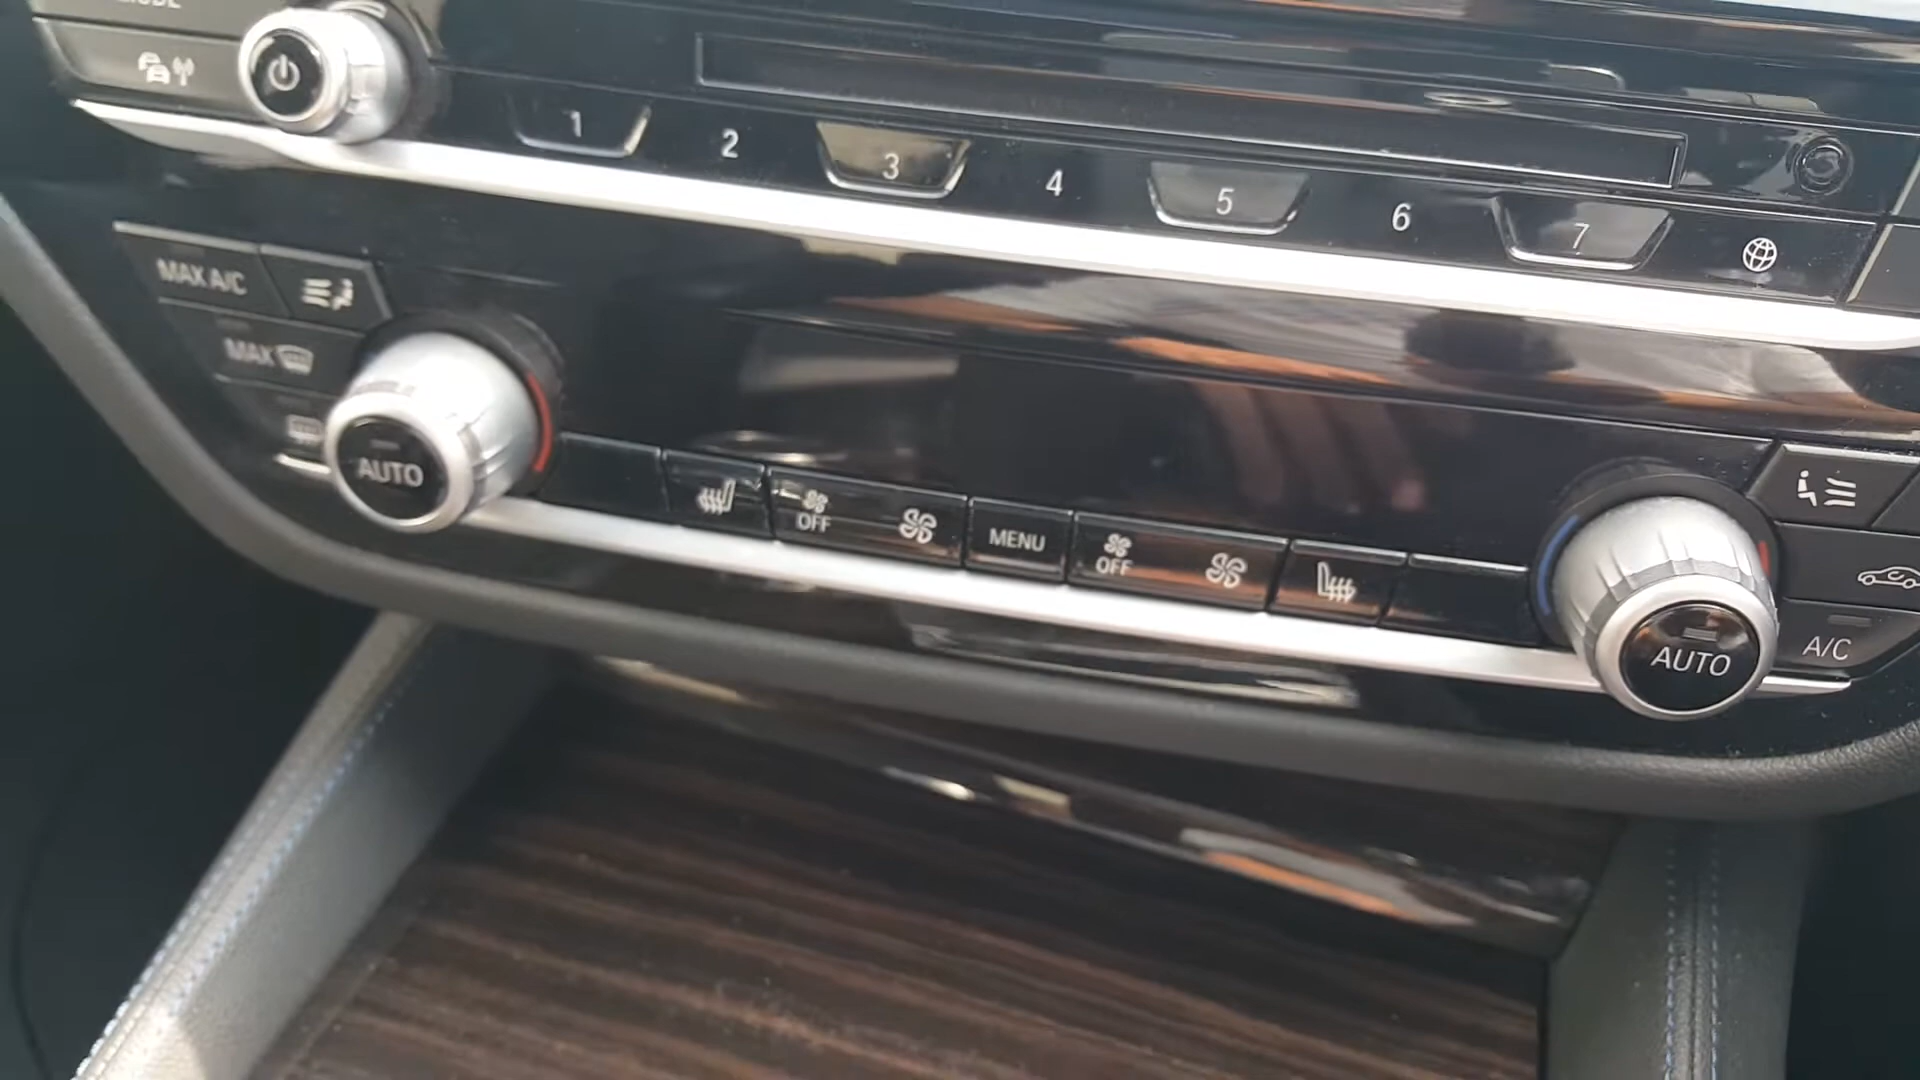 1 2 3 4 5 6 7
MAX A/C
MAX
AUTO
OFF
MENU
OFF
AUTO
A/C